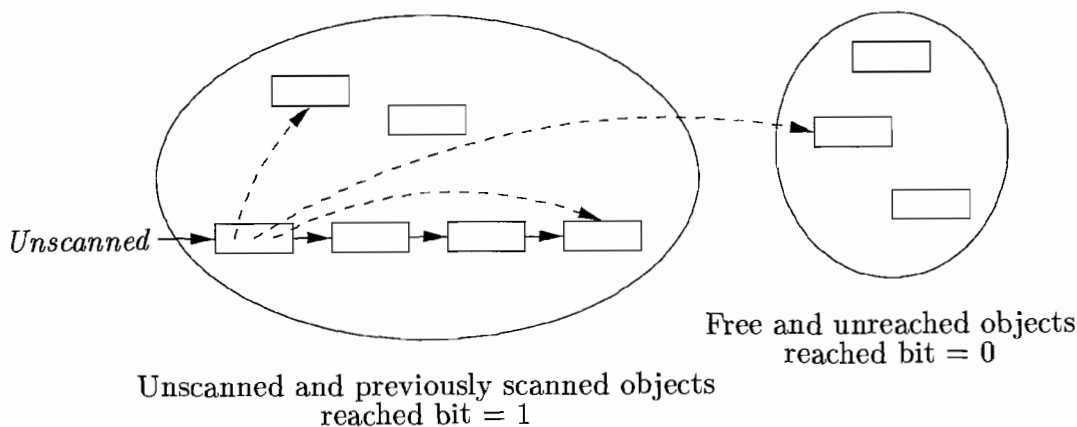 Unscanned
Free and unreached objects
reached bit = 0
Unscanned and previously scanned objects
reached bit = 1